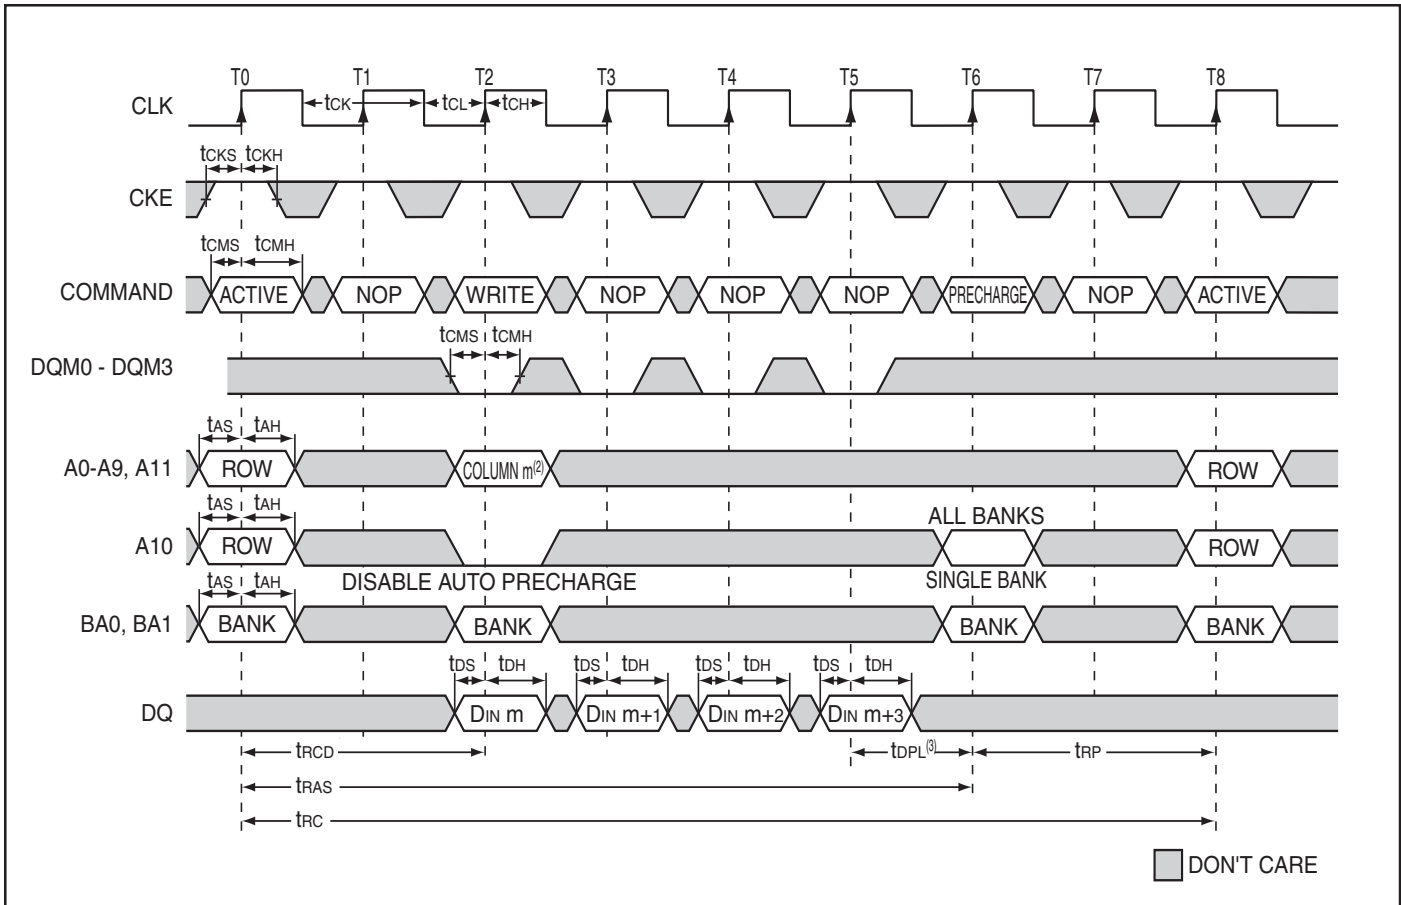 T0 T1 T2 T3 T4 T5 T6 T7 T8
CLK tCK tCL tCH
tCKS tCKH
CKE
tCMS tCMH
COMMAND ACTIVE NOP WRITE NOP NOP NOP PRECHARGE NOP ACTIVE
tCMS tCMH
DQM0 - DQM3
tAS tAH
A0-A9, A11 ROW COLUMN m(2) ROW
tAS tAH ALL BANKS
A10 ROW ROW
DISABLE AUTO PRECHARGE SINGLE BANK
tAS tAH
BA0, BA1 BANK BANK BANK BANK
tDS tDH tDS tDH tDS tDH tDS tDH
DQ DIN m DIN m+1 DIN m+2 DIN m+3
tRCD tDPL(3) tRP
tRAS
tRC
DON'T CARE